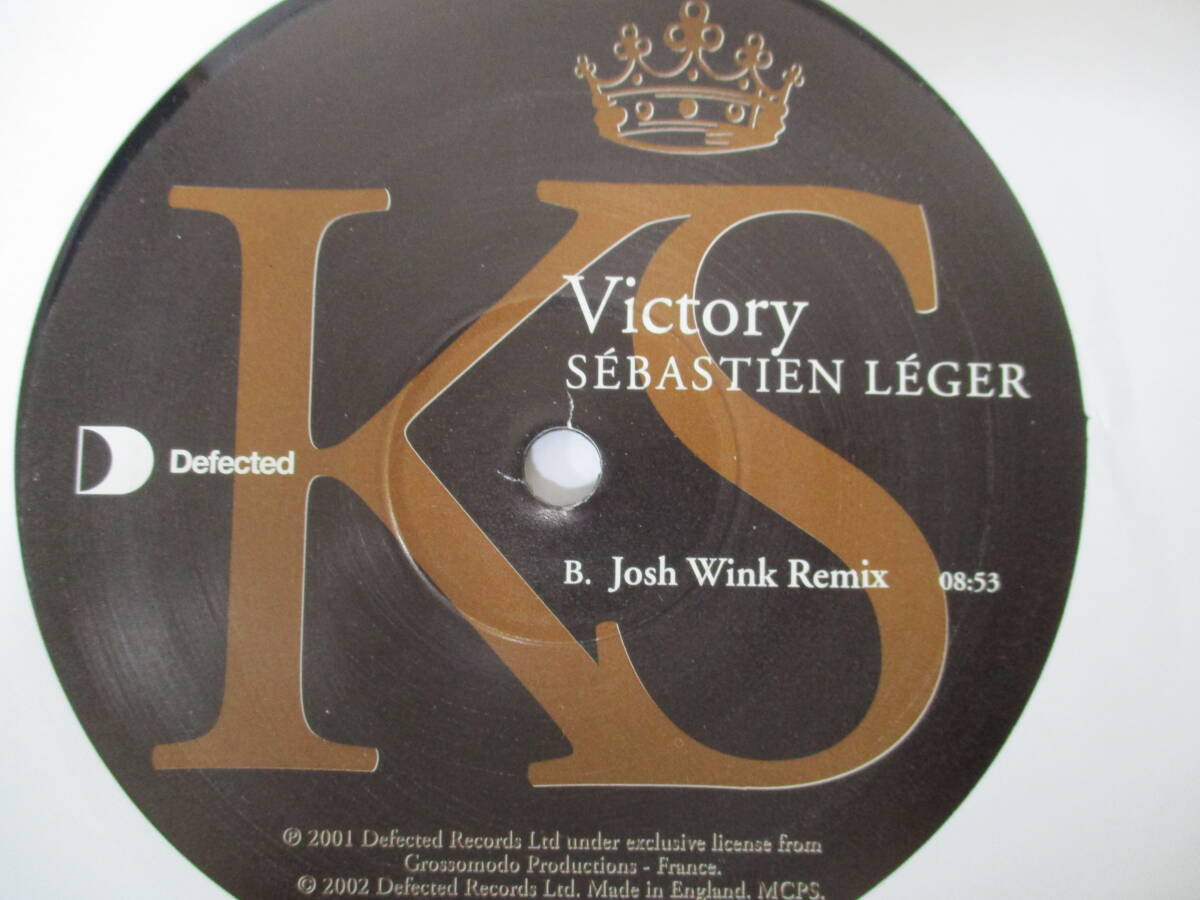 KS
Victory
SÉBASTIEN LÉGER
Defected
B. Josh Wink Remix 08:53
℗ 2001 Defected Records Ltd under exclusive license from
Grossomodo Productions - France.
© 2002 Defected Records Ltd. Made in England. MCPS.